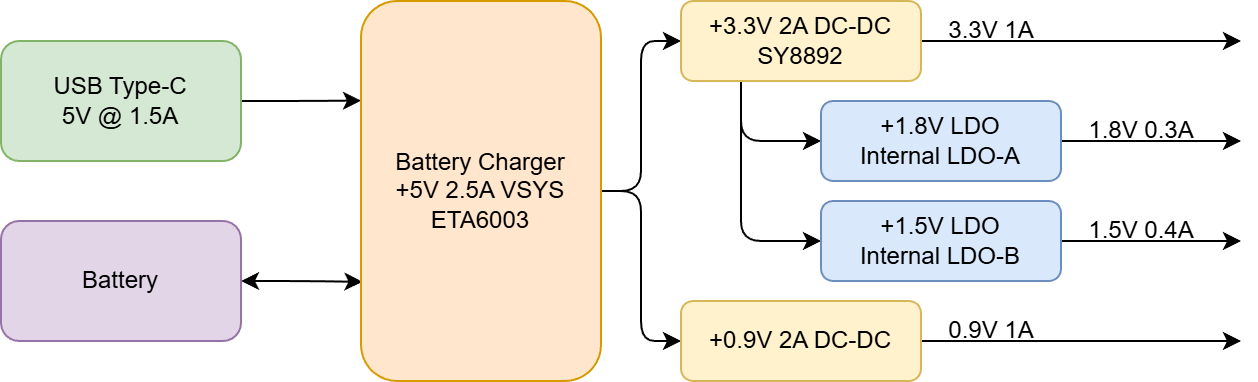 USB Type-C
5V @ 1.5A
Battery
Battery Charger
+5V 2.5A VSYS
ETA6003
+3.3V 2A DC-DC
SY8892
3.3V 1A
+1.8V LDO
Internal LDO-A
1.8V 0.3A
+1.5V LDO
Internal LDO-B
1.5V 0.4A
+0.9V 2A DC-DC
0.9V 1A